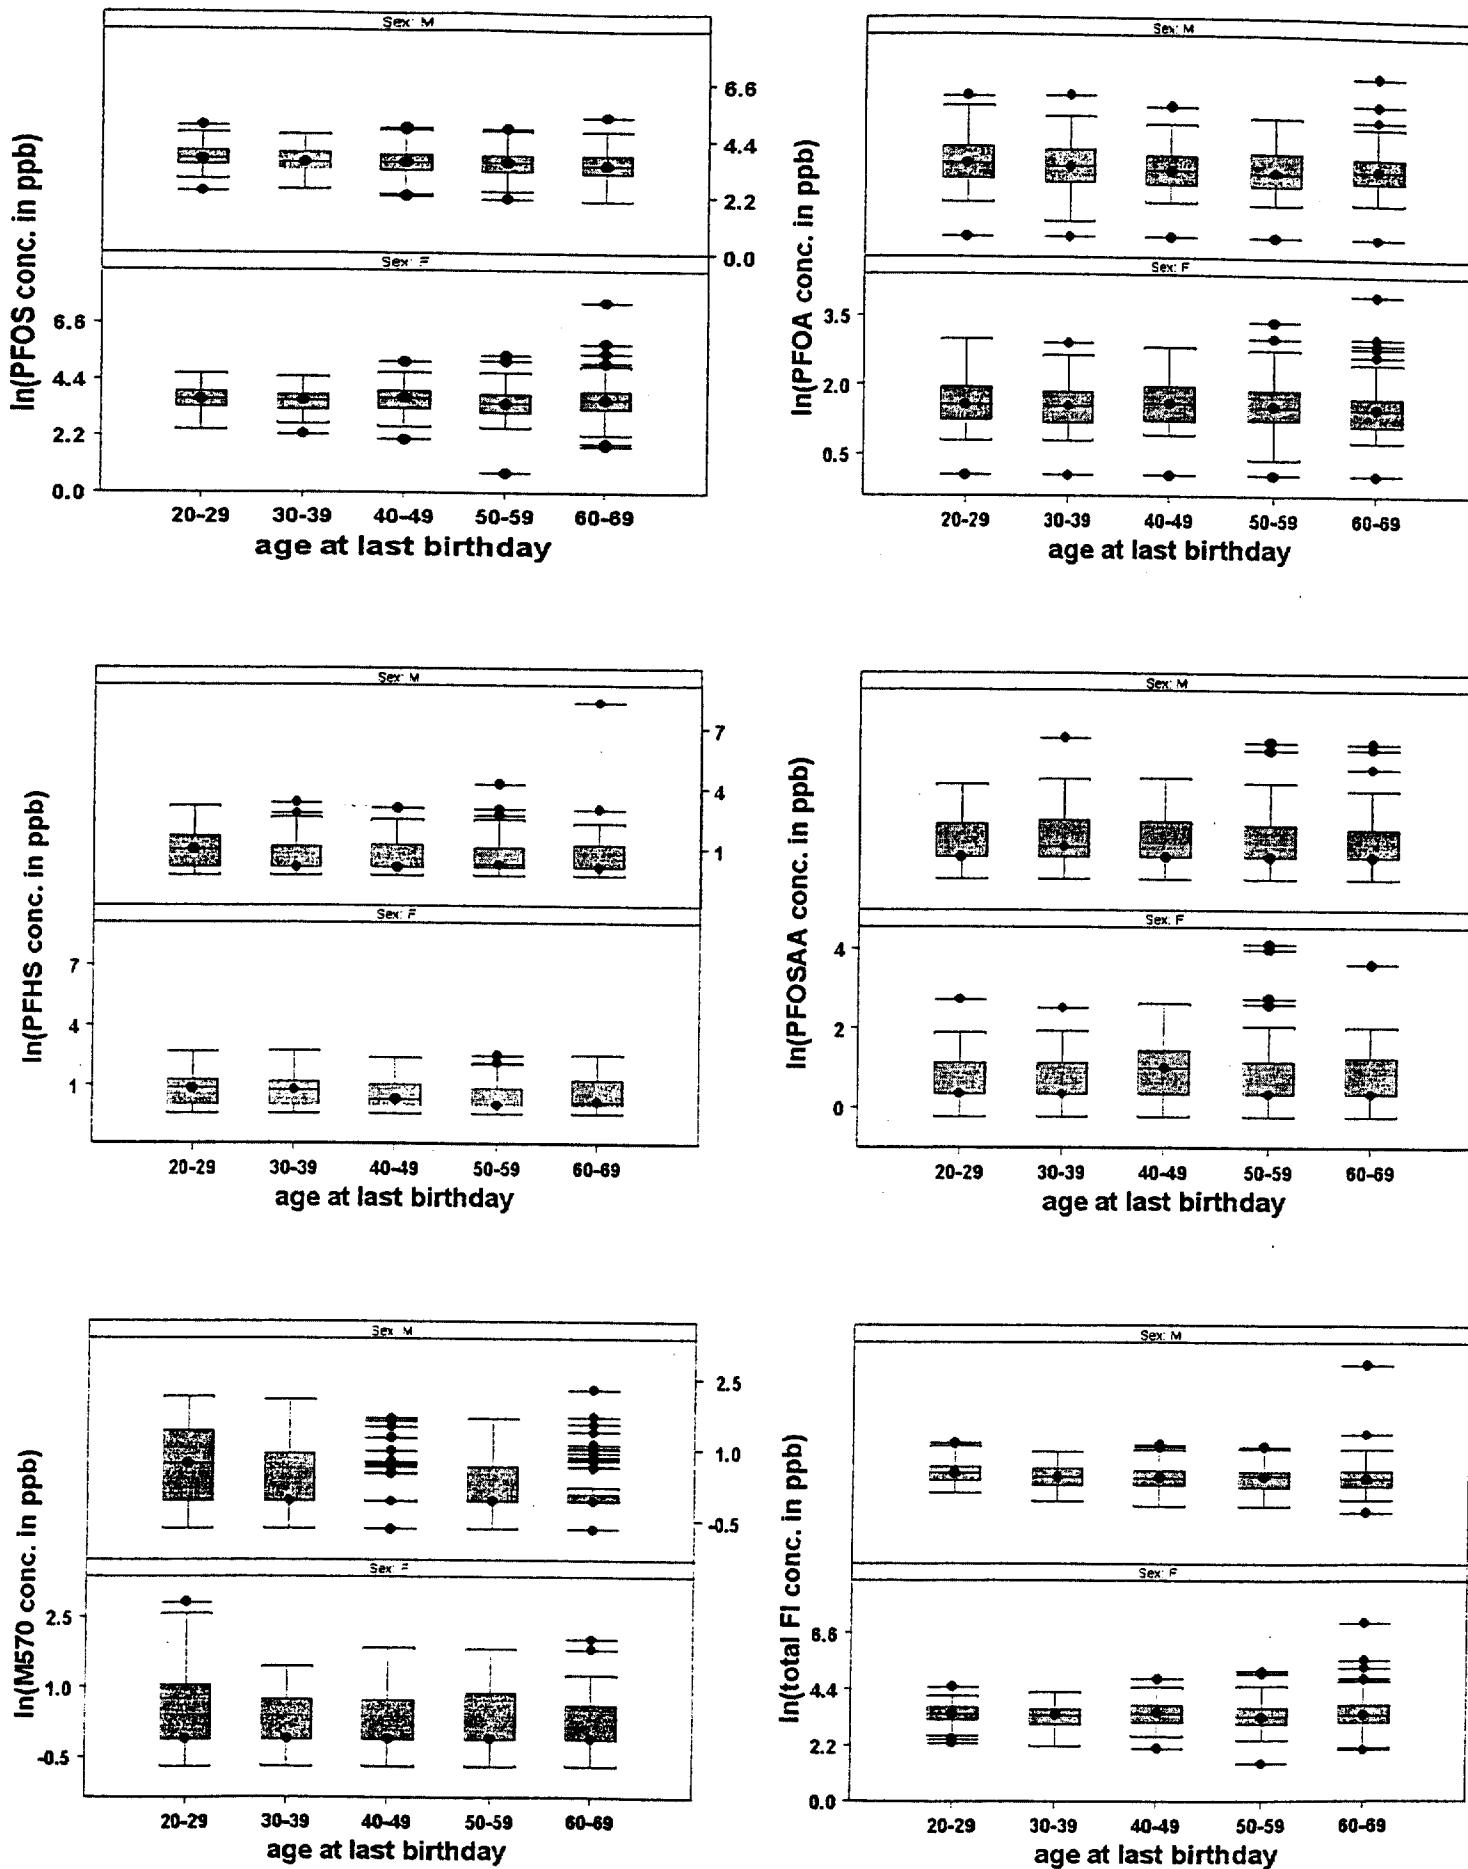 Sex: M
6.6
4.4
2.2
0.0
ln(PFOS conc. in ppb)
Sex: F
6.6
4.4
2.2
0.0
20-29 30-39 40-49 50-59 60-69
age at last birthday
Sex: M
ln(PFOA conc. in ppb)
Sex: F
3.5
2.0
0.5
20-29 30-39 40-49 50-59 60-69
age at last birthday
Sex: M
7
4
1
ln(PFHS conc. in ppb)
Sex: F
7
4
1
20-29 30-39 40-49 50-59 60-69
age at last birthday
Sex: M
ln(PFOSAA conc. in ppb)
Sex: F
4
2
0
20-29 30-39 40-49 50-59 60-69
age at last birthday
Sex: M
2.5
1.0
-0.5
ln(M570 conc. in ppb)
Sex: F
2.5
1.0
-0.5
20-29 30-39 40-49 50-59 60-69
age at last birthday
Sex: M
ln(total Fl conc. in ppb)
Sex: F
6.6
4.4
2.2
0.0
20-29 30-39 40-49 50-59 60-69
age at last birthday